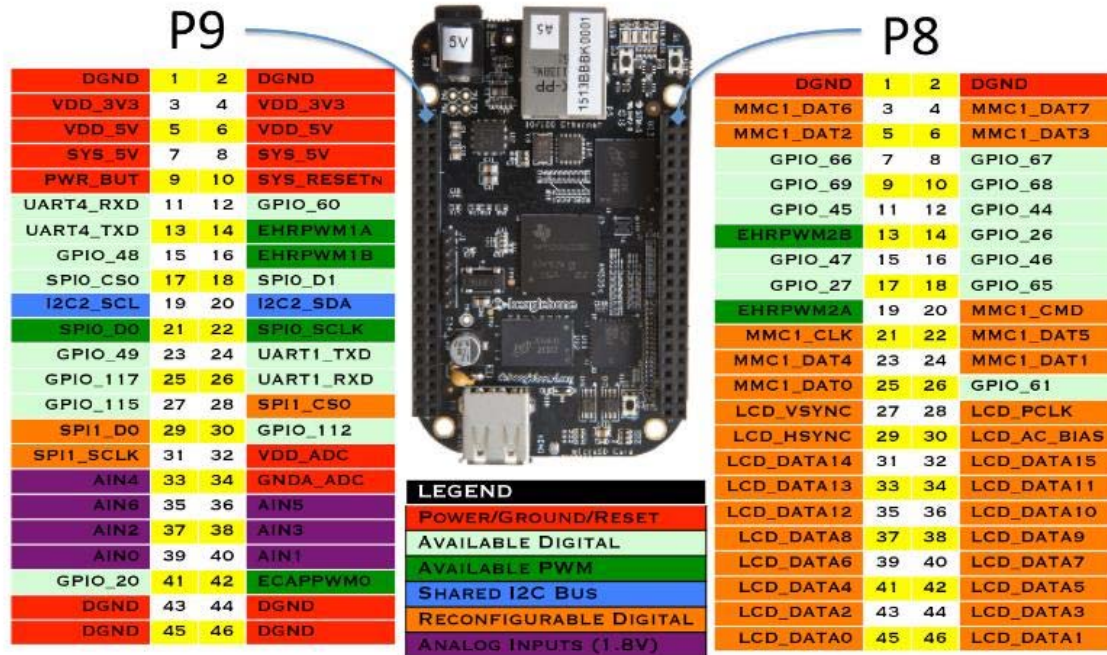 P9
P8
DGND 1 2 DGND
VDD_3V3 3 4 VDD_3V3
VDD_5V 5 6 VDD_5V
SYS_5V 7 8 SYS_5V
PWR_BUT 9 10 SYS_RESETN
UART4_RXD 11 12 GPIO_60
UART4_TXD 13 14 EHRPWM1A
GPIO_48 15 16 EHRPWM1B
SPI0_CS0 17 18 SPI0_D1
I2C2_SCL 19 20 I2C2_SDA
SPI0_D0 21 22 SPI0_SCLK
GPIO_49 23 24 UART1_TXD
GPIO_117 25 26 UART1_RXD
GPIO_115 27 28 SPI1_CS0
SPI1_D0 29 30 GPIO_112
SPI1_SCLK 31 32 VDD_ADC
AIN4 33 34 GNDA_ADC
AIN6 35 36 AIN5
AIN2 37 38 AIN3
AIN0 39 40 AIN1
GPIO_20 41 42 ECAPPWM0
DGND 43 44 DGND
DGND 45 46 DGND
5V
A5
1513BBBK0001
beaglebone
LEGEND
POWER/GROUND/RESET
AVAILABLE DIGITAL
AVAILABLE PWM
SHARED I2C BUS
RECONFIGURABLE DIGITAL
ANALOG INPUTS (1.8V)
DGND 1 2 DGND
MMC1_DAT6 3 4 MMC1_DAT7
MMC1_DAT2 5 6 MMC1_DAT3
GPIO_66 7 8 GPIO_67
GPIO_69 9 10 GPIO_68
GPIO_45 11 12 GPIO_44
EHRPWM2B 13 14 GPIO_26
GPIO_47 15 16 GPIO_46
GPIO_27 17 18 GPIO_65
EHRPWM2A 19 20 MMC1_CMD
MMC1_CLK 21 22 MMC1_DAT5
MMC1_DAT4 23 24 MMC1_DAT1
MMC1_DAT0 25 26 GPIO_61
LCD_VSYNC 27 28 LCD_PCLK
LCD_HSYNC 29 30 LCD_AC_BIAS
LCD_DATA14 31 32 LCD_DATA15
LCD_DATA13 33 34 LCD_DATA11
LCD_DATA12 35 36 LCD_DATA10
LCD_DATA8 37 38 LCD_DATA9
LCD_DATA6 39 40 LCD_DATA7
LCD_DATA4 41 42 LCD_DATA5
LCD_DATA2 43 44 LCD_DATA3
LCD_DATA0 45 46 LCD_DATA1